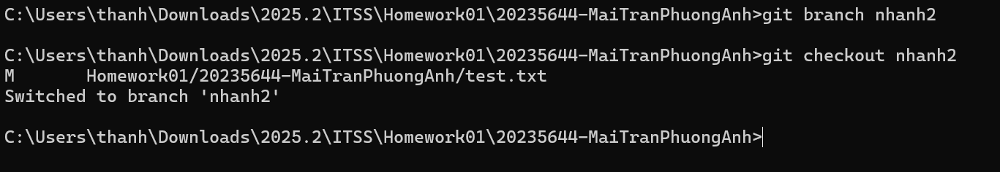 C:\Users\thanh\Downloads\2025.2\ITSS\Homework01\20235644-MaiTranPhuongAnh>git branch nhanh2
C:\Users\thanh\Downloads\2025.2\ITSS\Homework01\20235644-MaiTranPhuongAnh>git checkout nhanh2
M       Homework01/20235644-MaiTranPhuongAnh/test.txt
Switched to branch 'nhanh2'
C:\Users\thanh\Downloads\2025.2\ITSS\Homework01\20235644-MaiTranPhuongAnh>